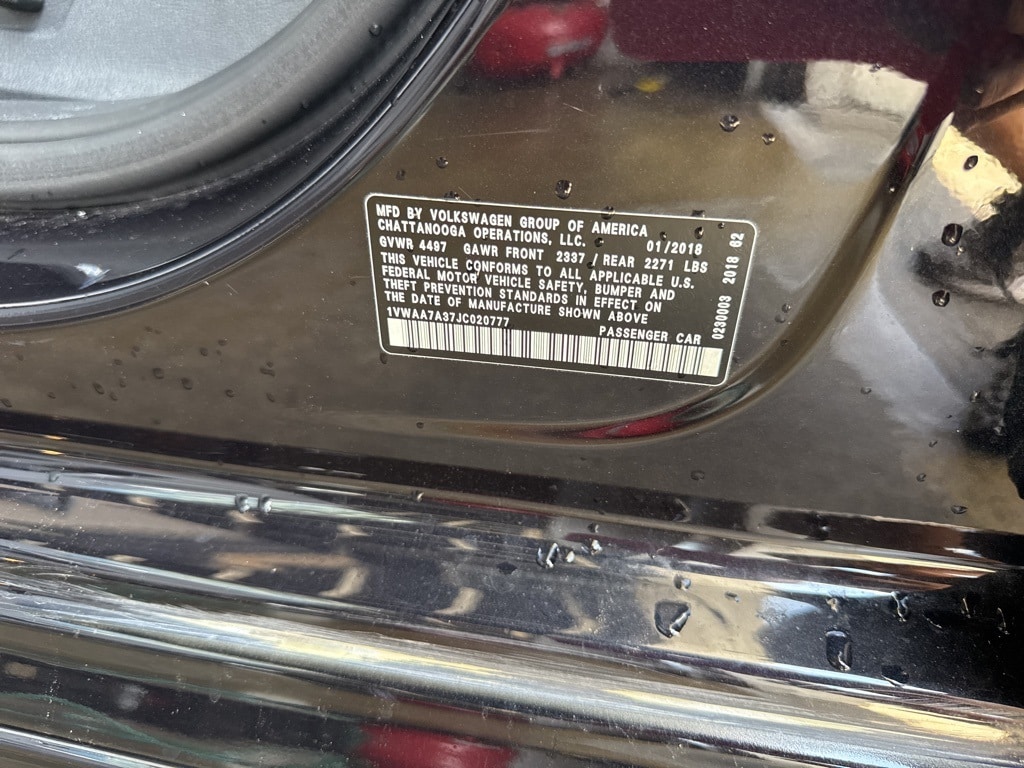 MFD BY VOLKSWAGEN GROUP OF AMERICA
CHATTANOOGA OPERATIONS, LLC. 01/2018
GVWR 4497 GAWR FRONT 2337 / REAR 2271 LBS
THIS VEHICLE CONFORMS TO ALL APPLICABLE U.S.
FEDERAL MOTOR VEHICLE SAFETY, BUMPER AND
THEFT PREVENTION STANDARDS IN EFFECT ON
THE DATE OF MANUFACTURE SHOWN ABOVE
1VWAA7A37JC020777 PASSENGER CAR
0230003 2018 62